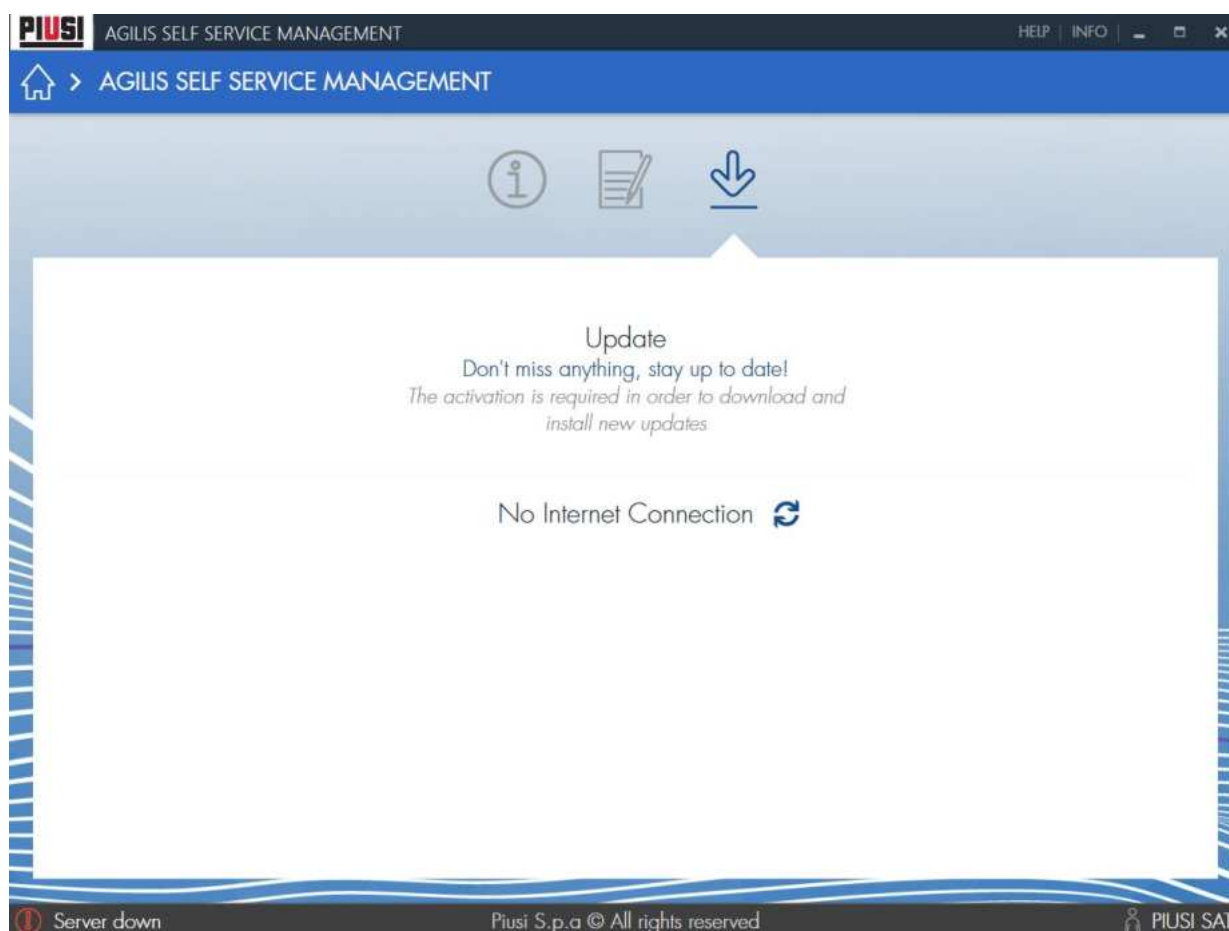 PIUSI AGILIS SELF SERVICE MANAGEMENT HELP | INFO |
> AGILIS SELF SERVICE MANAGEMENT
Update
Don't miss anything, stay up to date!
The activation is required in order to download and
install new updates
No Internet Connection
Server down Piusi S.p.a © All rights reserved PIUSI SAT